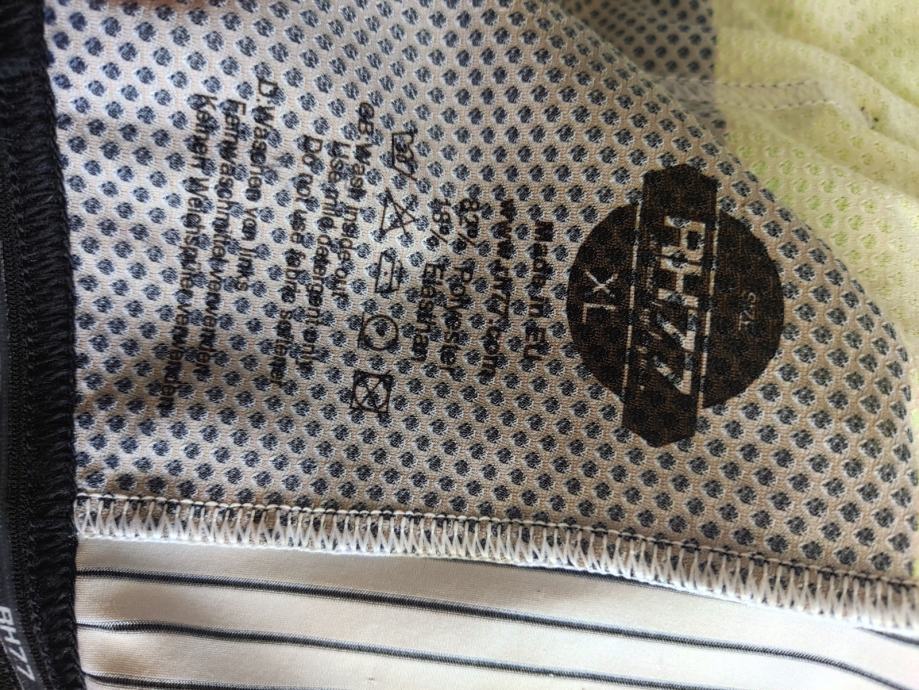 RH77
SIZE
XL
Made in EU
www.rh77.com
82% Polyester
18% Elasthan
30°
GB Wash inside-out
Use mild detergent only
Do not use fabric softener
D: Waschen von links
Feinwaschmittel verwenden
Keinen Weichspüler verwenden
RH77